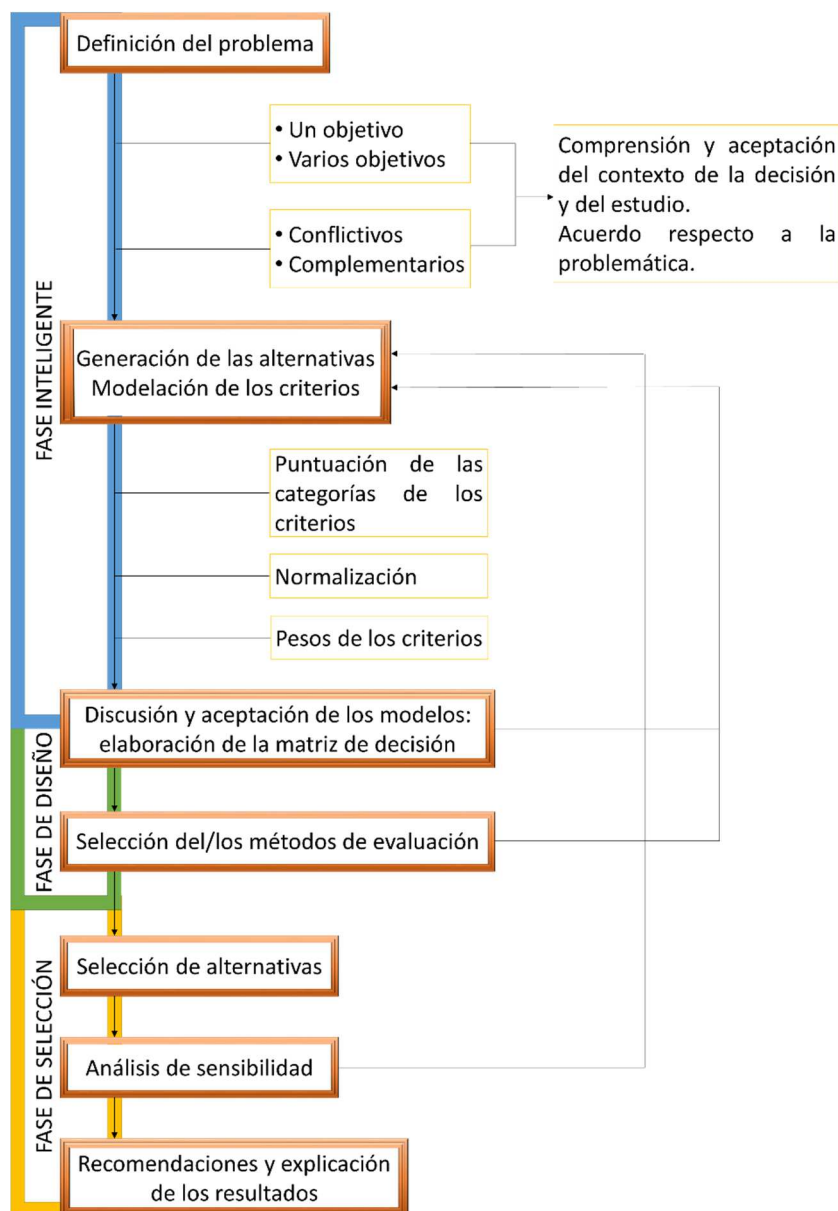 Definición del problema
• Un objetivo
• Varios objetivos
Comprensión y aceptación
del contexto de la decisión
y del estudio.
Acuerdo respecto a la
problemática.
• Conflictivos
• Complementarios
FASE INTELIGENTE
Generación de las alternativas
Modelación de los criterios
Puntuación de las
categorías de los
criterios
Normalización
Pesos de los criterios
Discusión y aceptación de los modelos:
elaboración de la matriz de decisión
FASE DE DISEÑO
Selección del/los métodos de evaluación
FASE DE SELECCIÓN
Selección de alternativas
Análisis de sensibilidad
Recomendaciones y explicación
de los resultados